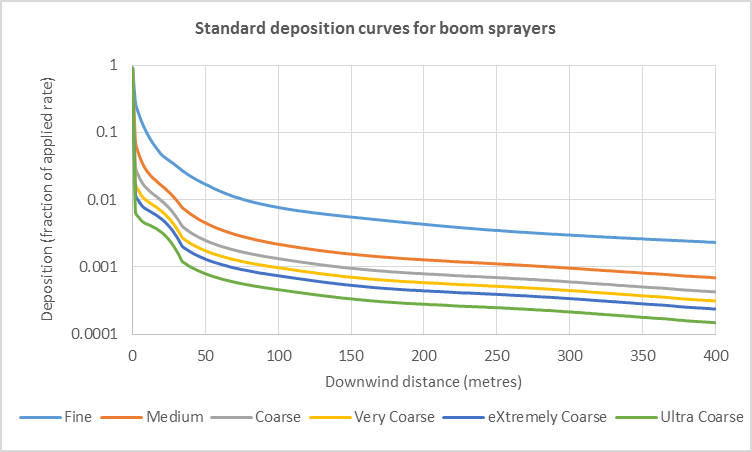 Standard deposition curves for boom sprayers
Deposition (fraction of applied rate)
1
0.1
0.01
0.001
0.0001
0 50 100 150 200 250 300 350 400
Downwind distance (metres)
Fine Medium Coarse Very Coarse eXtremely Coarse Ultra Coarse